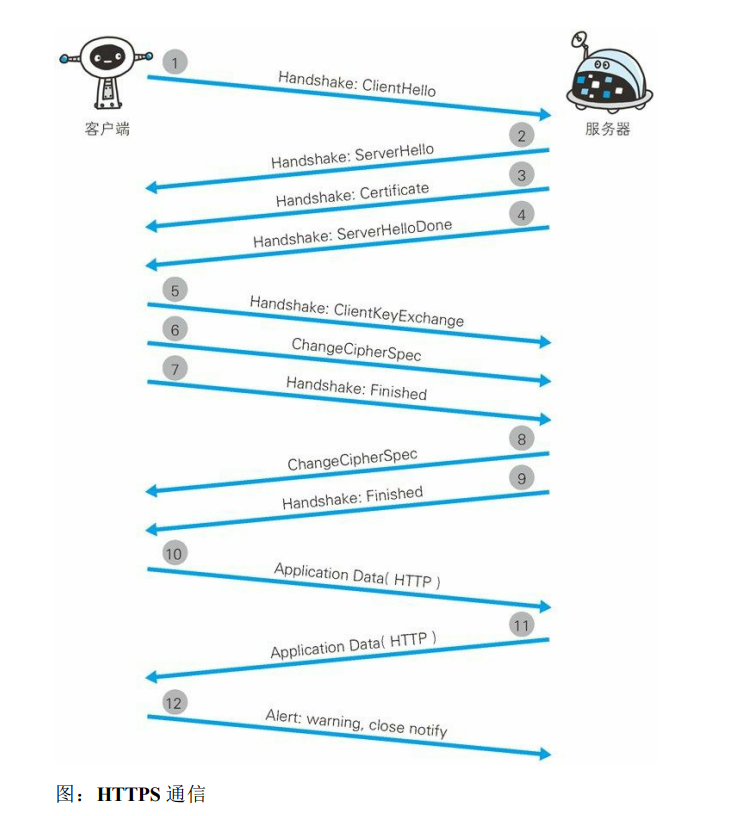 1
Handshake: ClientHello
客户端
服务器
2
Handshake: ServerHello
3
Handshake: Certificate
4
Handshake: ServerHelloDone
5
Handshake: ClientKeyExchange
6
ChangeCipherSpec
7
Handshake: Finished
8
ChangeCipherSpec
9
Handshake: Finished
10
Application Data( HTTP )
11
Application Data( HTTP )
12
Alert: warning, close notify
图：HTTPS 通信